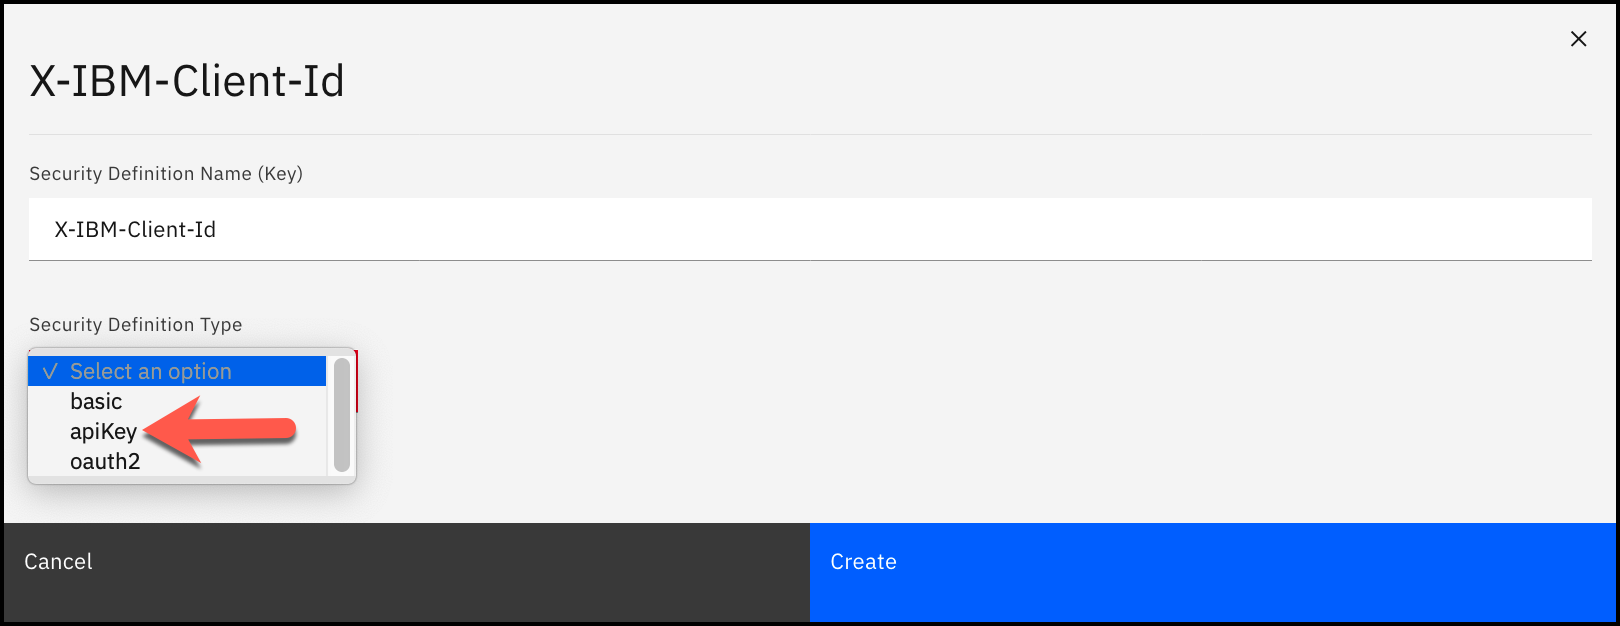 X-IBM-Client-Id
Security Definition Name (Key)
X-IBM-Client-Id
Security Definition Type
✓ Select an option
basic
apiKey
oauth2
Cancel
Create